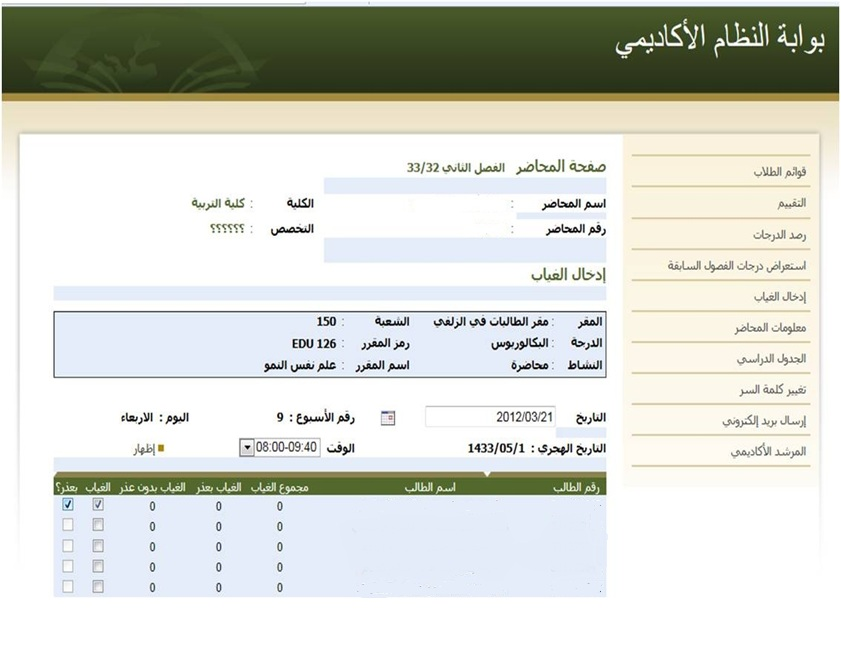 بوابة النظام الأكاديمي
قوائم الطلاب
التقييم
رصد الدرجات
استعراض درجات الفصول السابقة
إدخال الغياب
معلومات المحاضر
الجدول الدراسي
تغيير كلمة السر
إرسال بريد إلكتروني
المرشد الأكاديمي
صفحة المحاضر الفصل الثاني 33/32
اسم المحاضر : الكلية : كلية التربية
رقم المحاضر : التخصص : ؟؟؟؟؟؟
إدخال الغياب
المقر : مقر الطالبات في الزلفي الشعبة : 150
الدرجة : البكالوريوس رمز المقرر : EDU 126
النشاط : محاضرة اسم المقرر : علم نفس النمو
التاريخ 2012/03/21 رقم الأسبوع : 9 اليوم : الاربعاء
التاريخ الهجري : 1433/05/1 الوقت 08:00-09:40 إظهار
رقم الطالب اسم الطالب مجموع الغياب الغياب بعذر الغياب بدون عذر الغياب بعذر؟
0 0 0
0 0 0
0 0 0
0 0 0
0 0 0